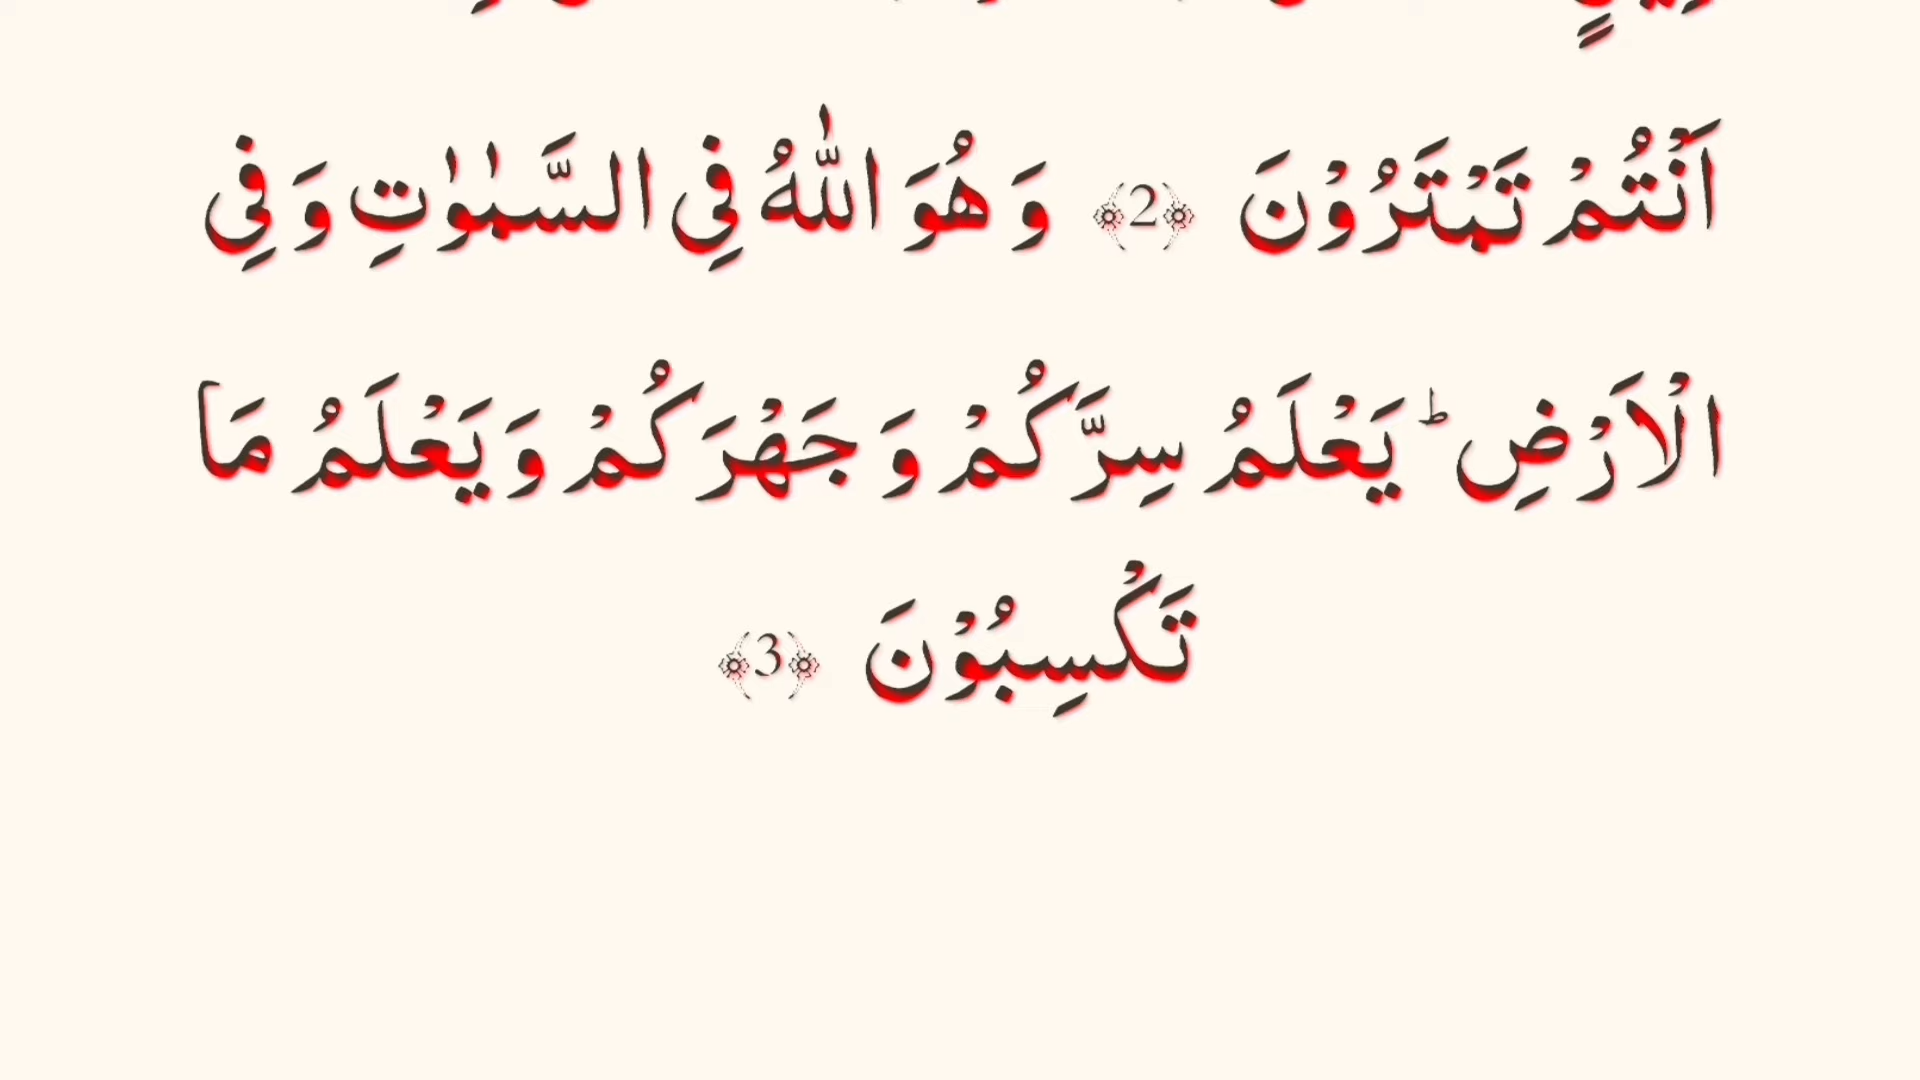 اَنْتُمْ تَمْتَرُوْنَ ﴿2﴾ وَهُوَ اللّٰهُ فِى السَّمٰوٰتِ وَفِى
الْاَرْضِ ؕ يَعْلَمُ سِرَّكُمْ وَ جَهْرَكُمْ وَيَعْلَمُ مَا
تَكْسِبُوْنَ ﴿3﴾